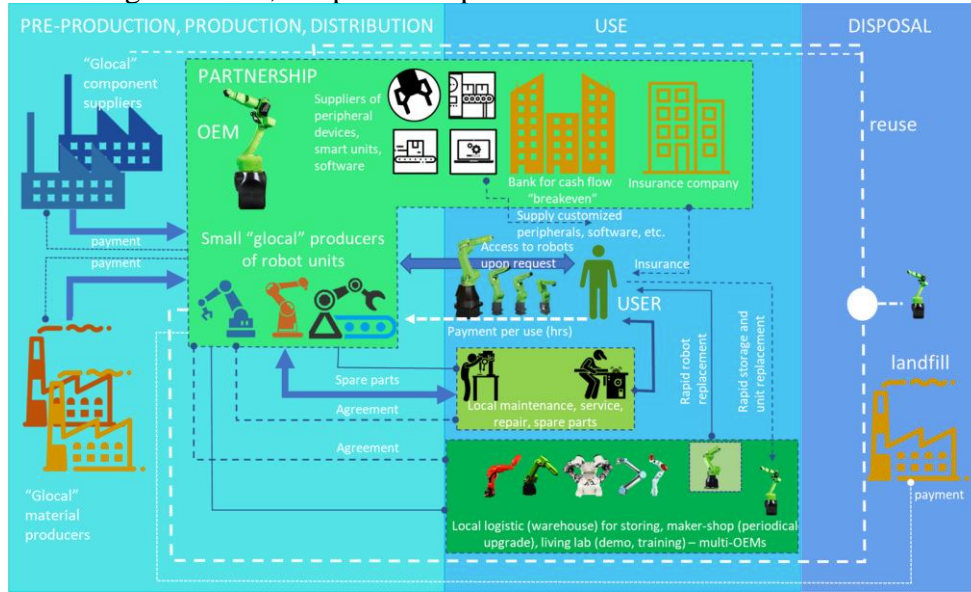 PRE-PRODUCTION, PRODUCTION, DISTRIBUTION
USE
DISPOSAL
"Glocal"
component
suppliers
PARTNERSHIP
OEM
Suppliers of
peripheral
devices,
smart units,
software
Bank for cash flow
"breakeven"
Insurance company
reuse
Supply customized
peripherals, software, etc.
payment
payment
Small "glocal" producers
of robot units
Access to robots
upon request
Insurance
USER
Payment per use (hrs)
Spare parts
Agreement
Agreement
Local maintenance, service,
repair, spare parts
Rapid robot
replacement
Rapid storage and
unit replacement
landfill
payment
"Glocal"
material
producers
Local logistic (warehouse) for storing, maker-shop (periodical
upgrade), living lab (demo, training) – multi-OEMs